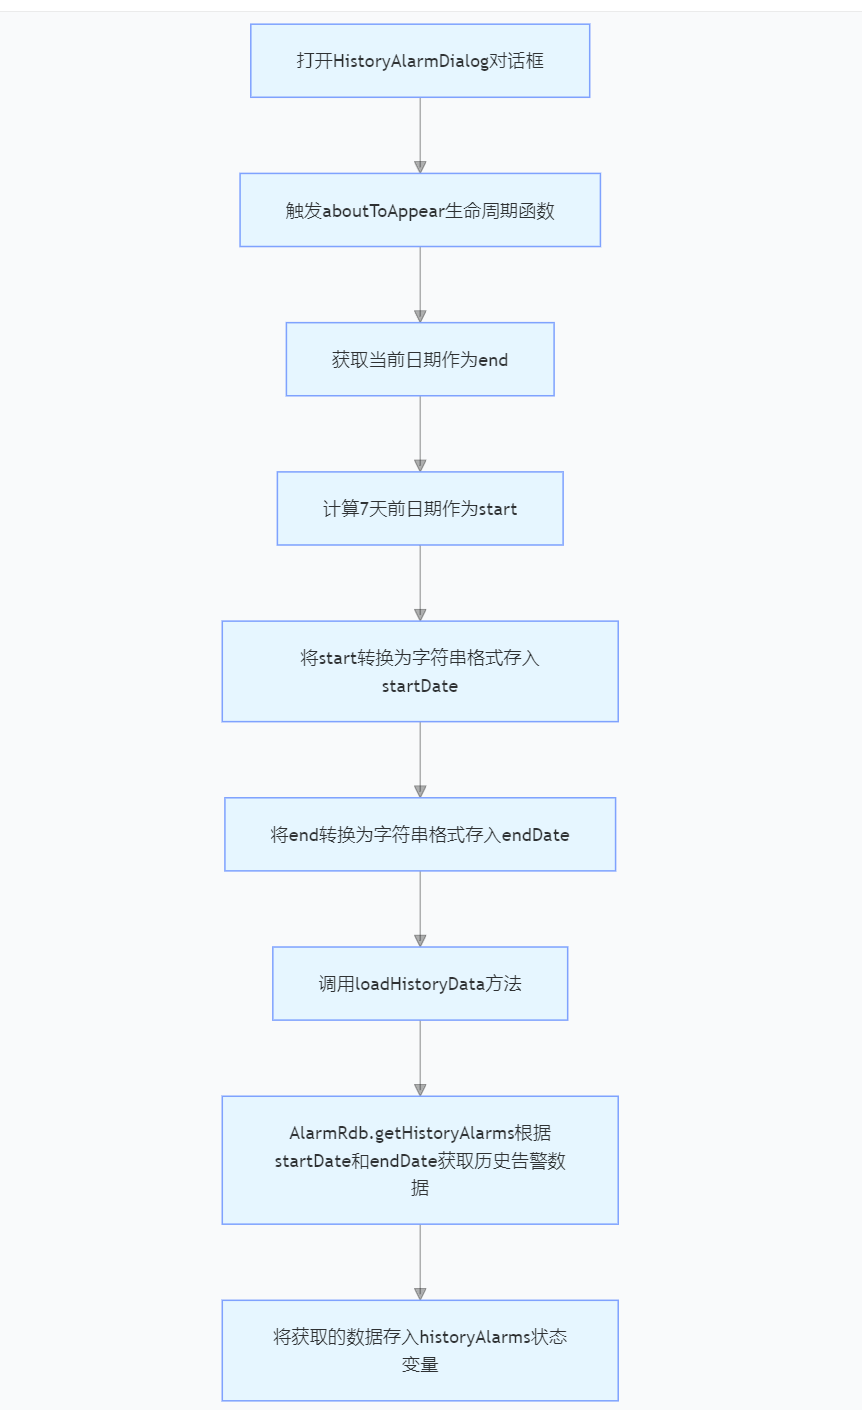 打开HistoryAlarmDialog对话框
触发aboutToAppear生命周期函数
获取当前日期作为end
计算7天前日期作为start
将start转换为字符串格式存入
startDate
将end转换为字符串格式存入endDate
调用loadHistoryData方法
AlarmRdb.getHistoryAlarms根据
startDate和endDate获取历史告警数
据
将获取的数据存入historyAlarms状态
变量